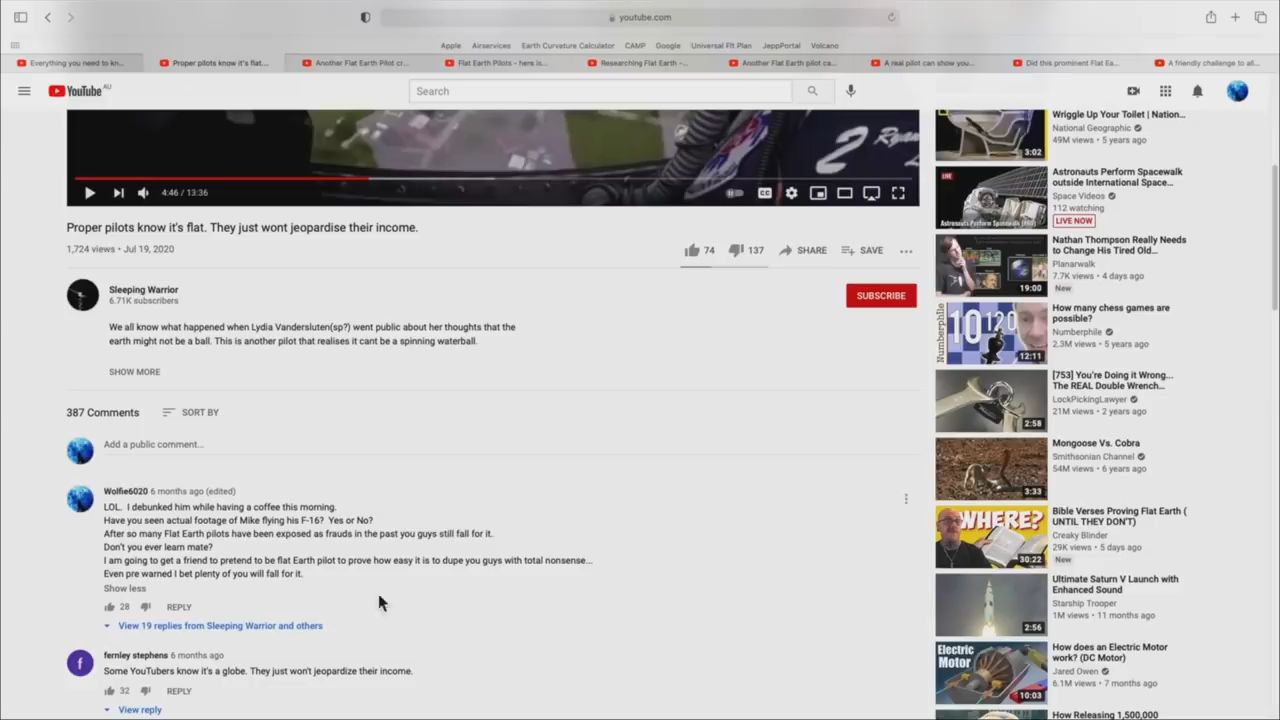 youtube.com
Apple Airservices Earth Curvature Calculator CAMP Google Universal Flt Plan JeppPortal Volcano
Everything you need to kn...
Proper pilots know it's flat...
Another Flat Earth Pilot cr...
Flat Earth Pilots - here is...
Researching Flat Earth -...
Another Flat Earth pilot ca...
A real pilot can show you...
Did this prominent Flat Ea...
A friendly challenge to all...
YouTube AU
Search
2
4:46 / 13:36
CC
Proper pilots know it's flat. They just wont jeopardise their income.
1,724 views • Jul 19, 2020
74 137 SHARE SAVE
Sleeping Warrior
6.71K subscribers
SUBSCRIBE
We all know what happened when Lydia Vandersluten(sp?) went public about her thoughts that the
earth might not be a ball. This is another pilot that realises it cant be a spinning waterball.
SHOW MORE
387 Comments SORT BY
Add a public comment...
Wolfie6020 6 months ago (edited)
LOL. I debunked him while having a coffee this morning.
Have you seen actual footage of Mike flying his F-16? Yes or No?
After so many Flat Earth pilots have been exposed as frauds in the past you guys still fall for it.
Don't you ever learn mate?
I am going to get a friend to pretend to be flat Earth pilot to prove how easy it is to dupe you guys with total nonsense...
Even pre warned I bet plenty of you will fall for it.
Show less
28 REPLY
View 19 replies from Sleeping Warrior and others
f
fernley stephens 6 months ago
Some YouTubers know it's a globe. They just won't jeopardize their income.
32 REPLY
View reply
3:02
Wriggle Up Your Toilet | Nation...
National Geographic
49M views • 5 years ago
LIVE
Astronauts Perform Spacewalk
Astronauts Perform Spacewalk
outside International Space...
Space Videos
112 watching
LIVE NOW
19:00
Nathan Thompson Really Needs
to Change His Tired Old...
Planarwalk
7.7K views • 4 days ago
New
Numberphile
10 120
12:11
How many chess games are
possible?
Numberphile
2.3M views • 5 years ago
2:58
[753] You're Doing it Wrong...
The REAL Double Wrench...
LockPickingLawyer
21M views • 2 years ago
3:33
Mongoose Vs. Cobra
Smithsonian Channel
54M views • 6 years ago
WHERE?
30:22
Bible Verses Proving Flat Earth (
UNTIL THEY DON'T)
Creaky Blinder
29K views • 5 days ago
New
2:56
Ultimate Saturn V Launch with
Enhanced Sound
Starship Trooper
1M views • 11 months ago
Electric
Motor
10:03
How does an Electric Motor
work? (DC Motor)
Jared Owen
6.1M views • 7 months ago
How Releasing 1,500,000